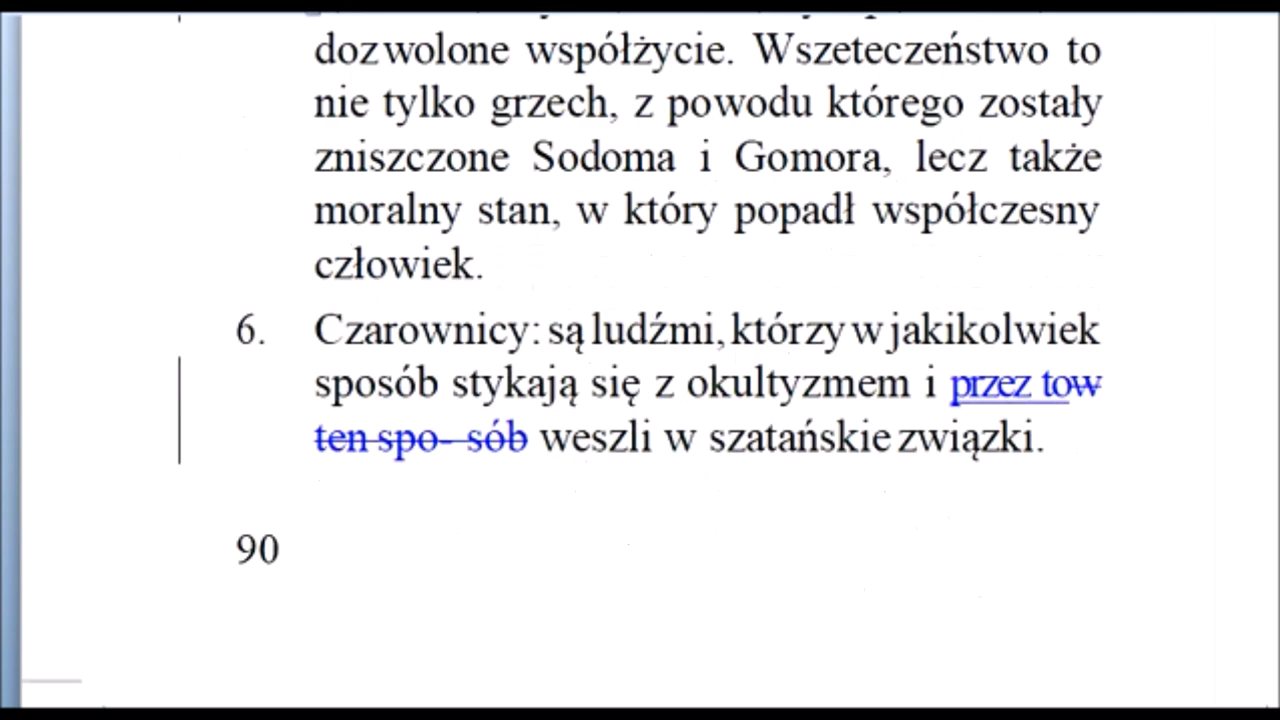 dozwolone współżycie. Wszeteczeństwo to
nie tylko grzech, z powodu którego zostały
zniszczone Sodoma i Gomora, lecz także
moralny stan, w który popadł współczesny
człowiek.
6. Czarownicy: są ludźmi, którzy w jakikolwiek
sposób stykają się z okultyzmem i przez tow
ten spo- sób weszli w szatańskie związki.
90